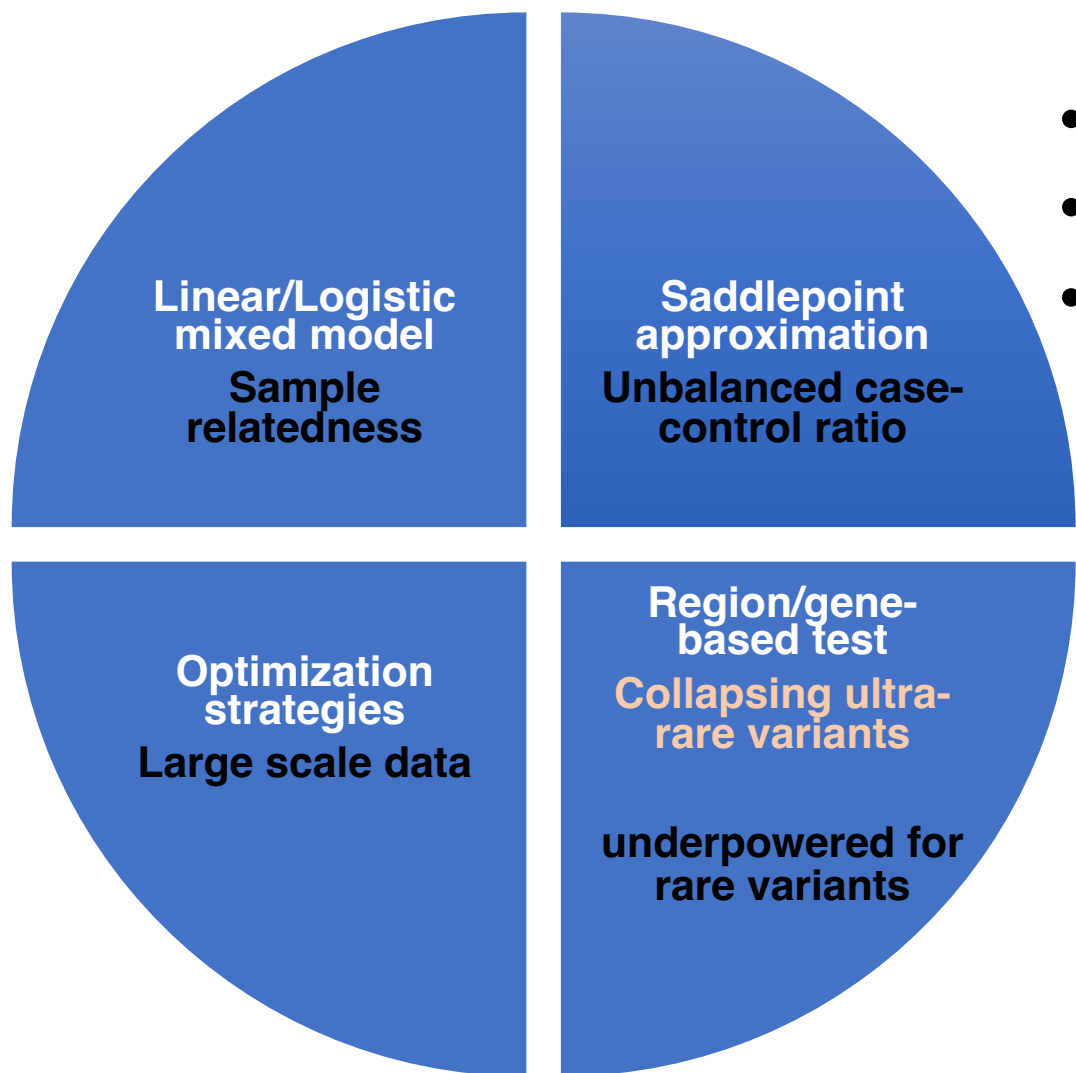 Linear/Logistic
mixed model
Sample
relatedness
Saddlepoint
approximation
Unbalanced case-
control ratio
•
•
•
Optimization
strategies
Large scale data
Region/gene-
based test
Collapsing ultra-
rare variants
underpowered for
rare variants